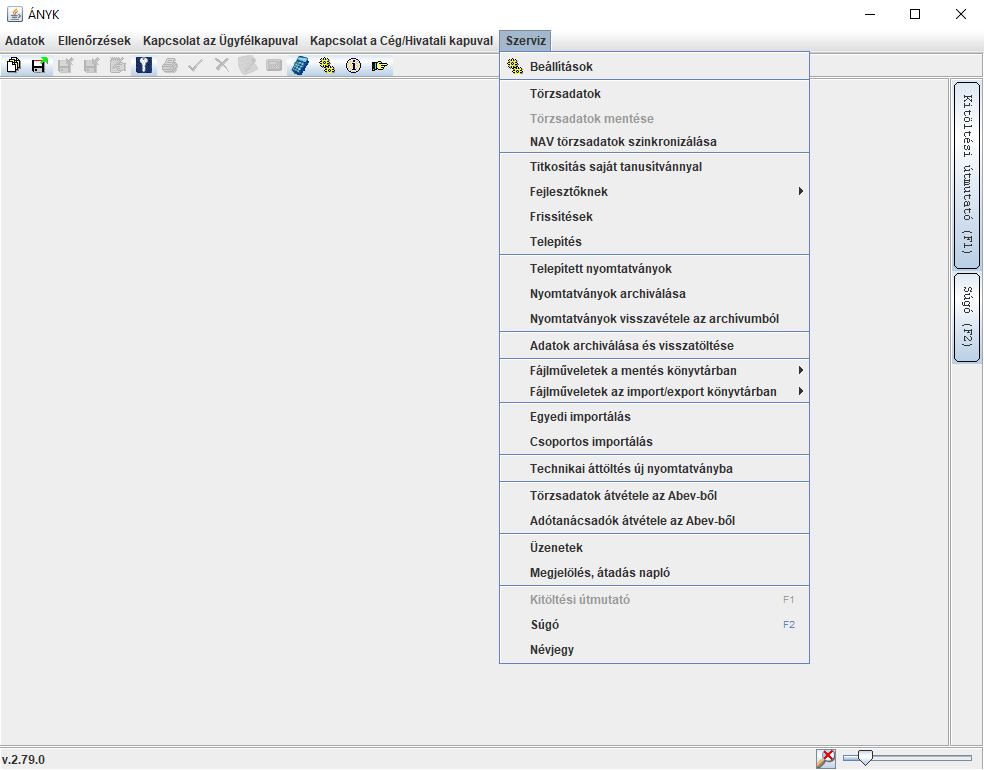 ÁNYK
Adatok Ellenőrzések Kapcsolat az Ügyfélkapuval Kapcsolat a Cég/Hivatali kapuval Szerviz
Beállítások
Törzsadatok
Törzsadatok mentése
NAV törzsadatok szinkronizálása
Titkosítás saját tanusítvánnyal
Fejlesztőknek
Frissítések
Telepítés
Telepített nyomtatványok
Nyomtatványok archiválása
Nyomtatványok visszavétele az archívumból
Adatok archiválása és visszatöltése
Fájlműveletek a mentés könyvtárban
Fájlműveletek az import/export könyvtárban
Egyedi importálás
Csoportos importálás
Technikai áttöltés új nyomtatványba
Törzsadatok átvétele az Abev-ből
Adótanácsadók átvétele az Abev-ből
Üzenetek
Megjelölés, átadás napló
Kitöltési útmutató F1
Súgó F2
Névjegy
Kitöltési útmutató (F1)
Súgó (F2)
v.2.79.0